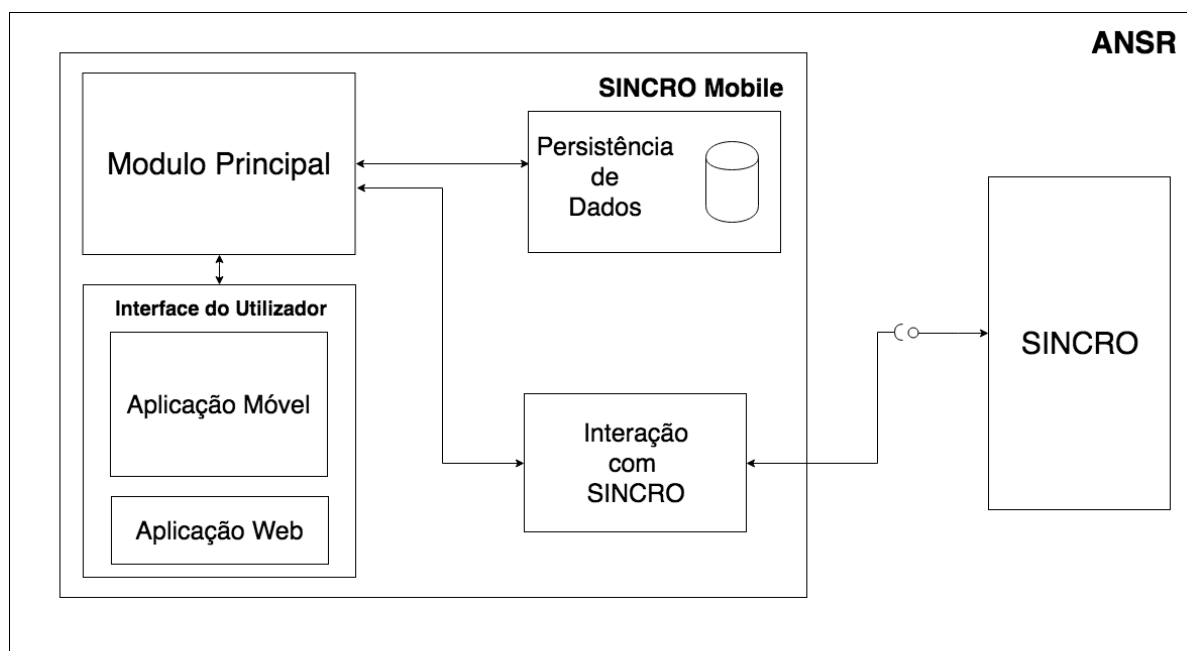 ANSR
SINCRO Mobile
Modulo Principal
Persistência
de
Dados
Interface do Utilizador
Aplicação Móvel
Aplicação Web
Interação
com
SINCRO
SINCRO